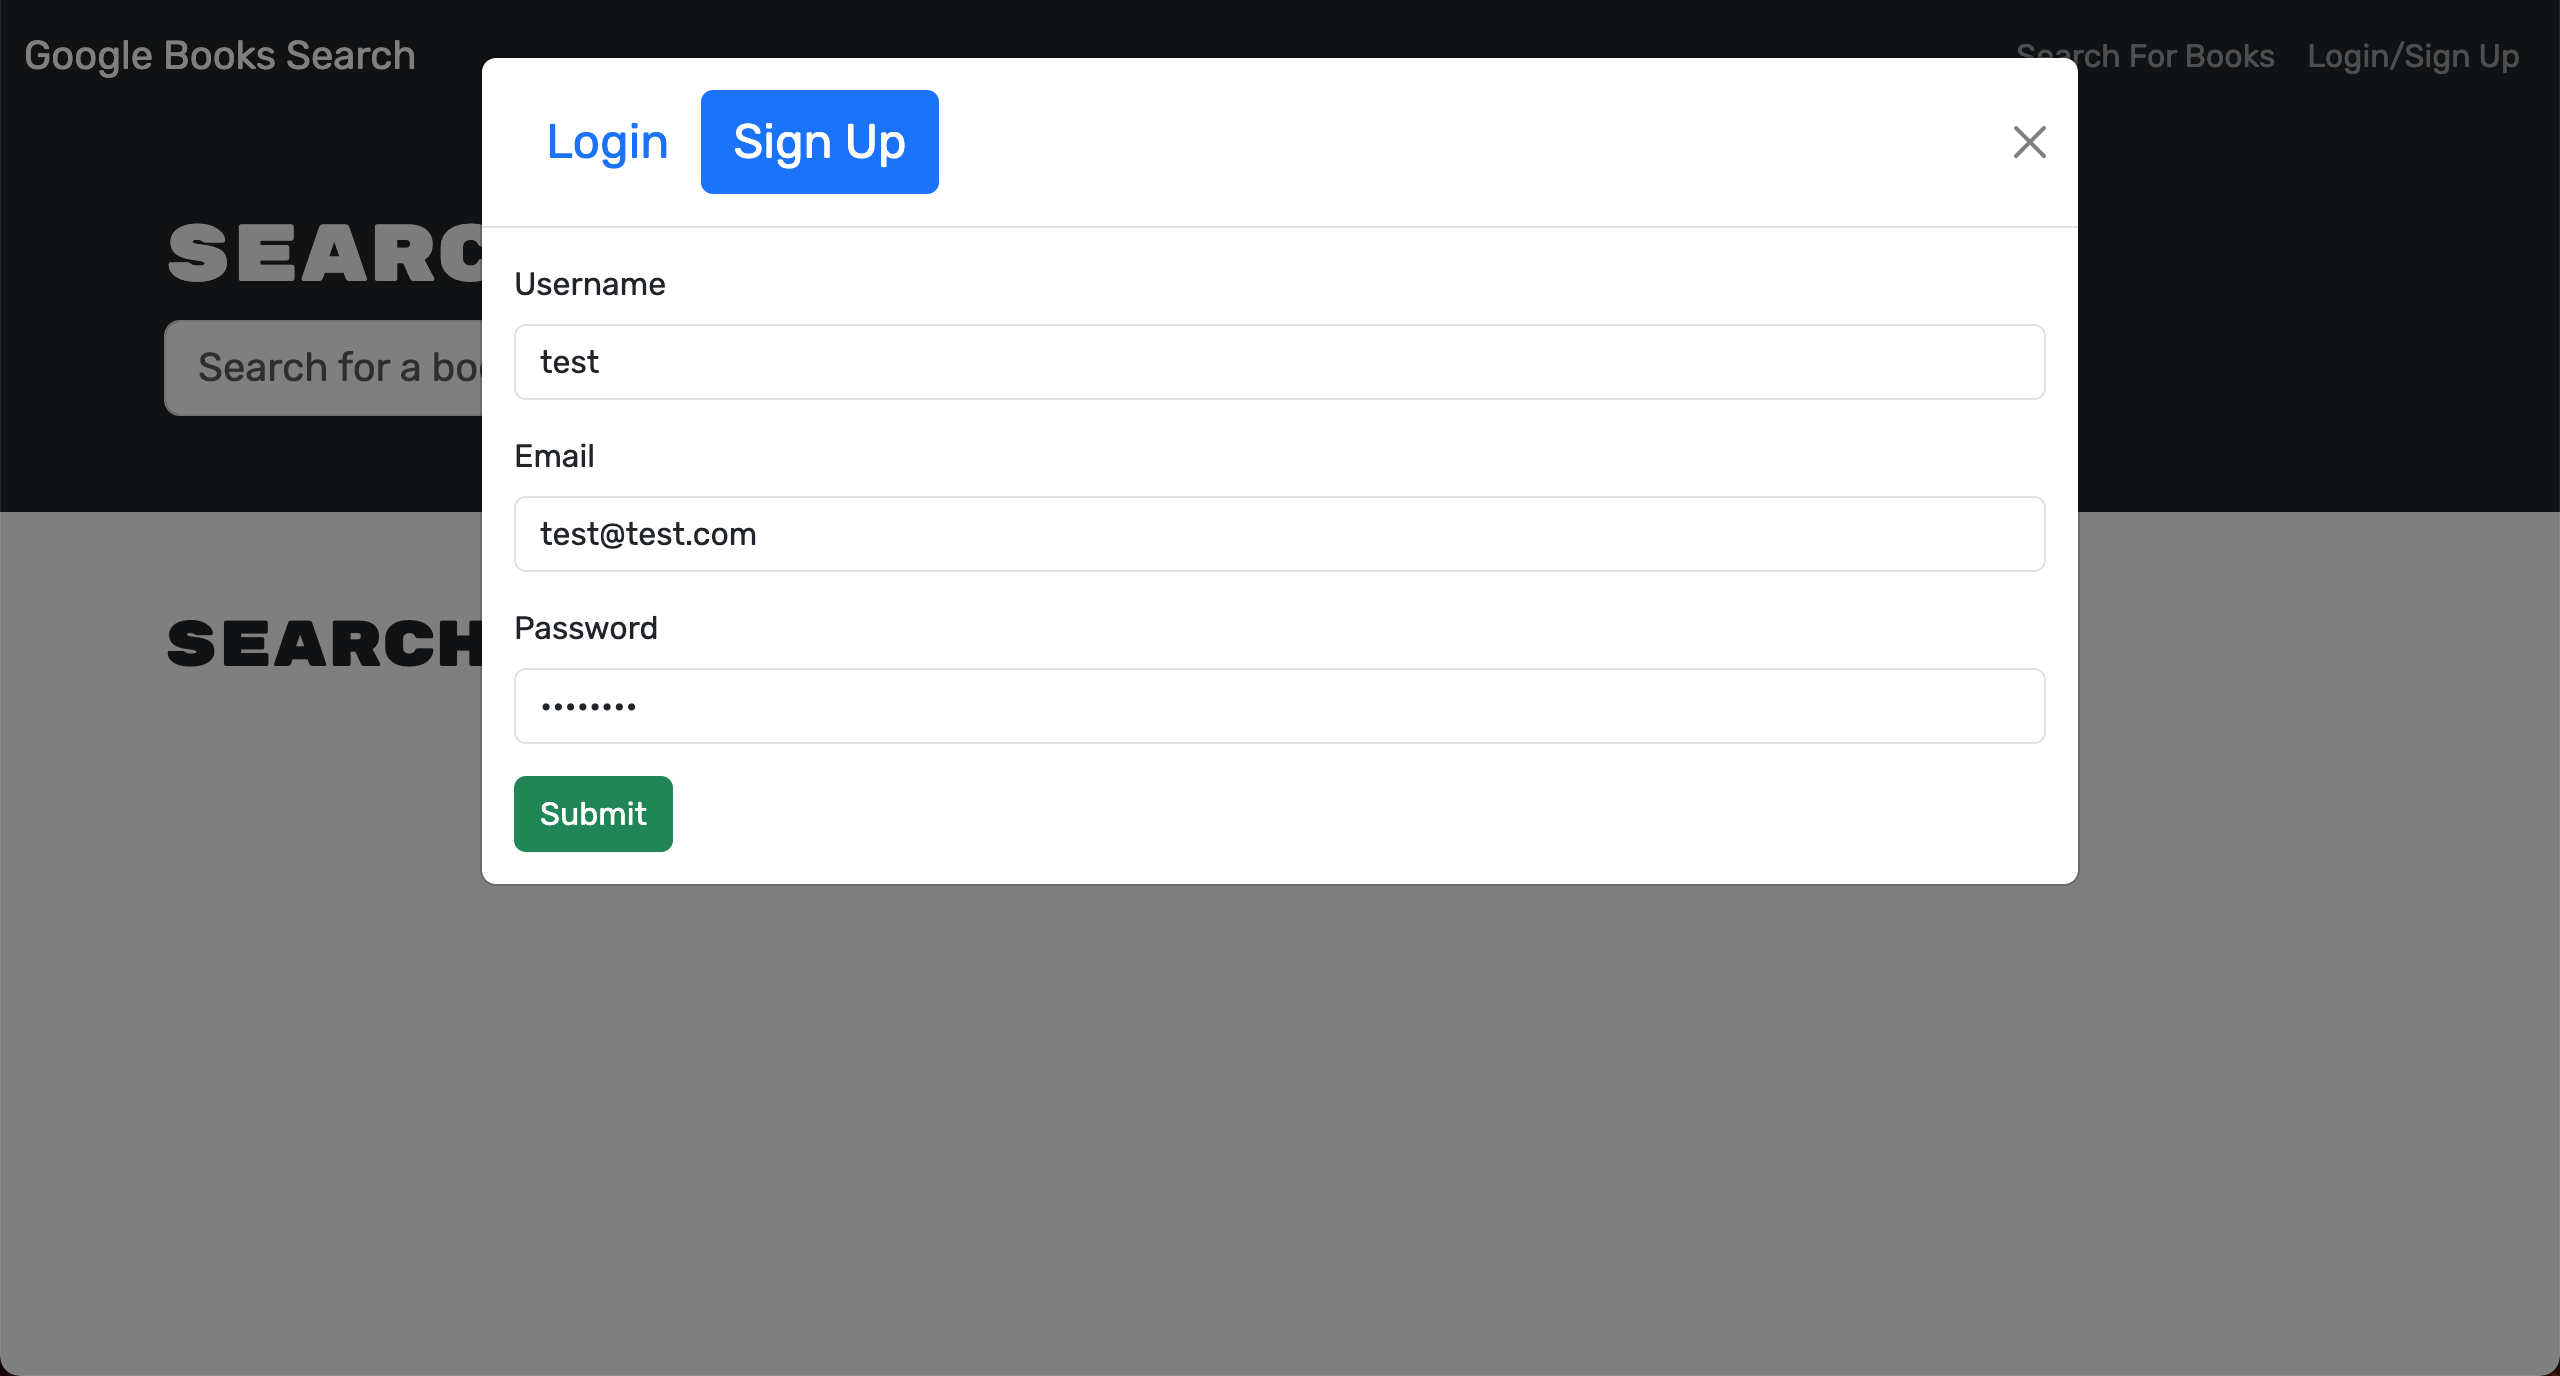 Google Books Search
Search For Books
Login/Sign Up
Login
Sign Up
SEARC
Search for a bo
Username
test
Email
test@test.com
SEARCH
Password
••••••••
Submit